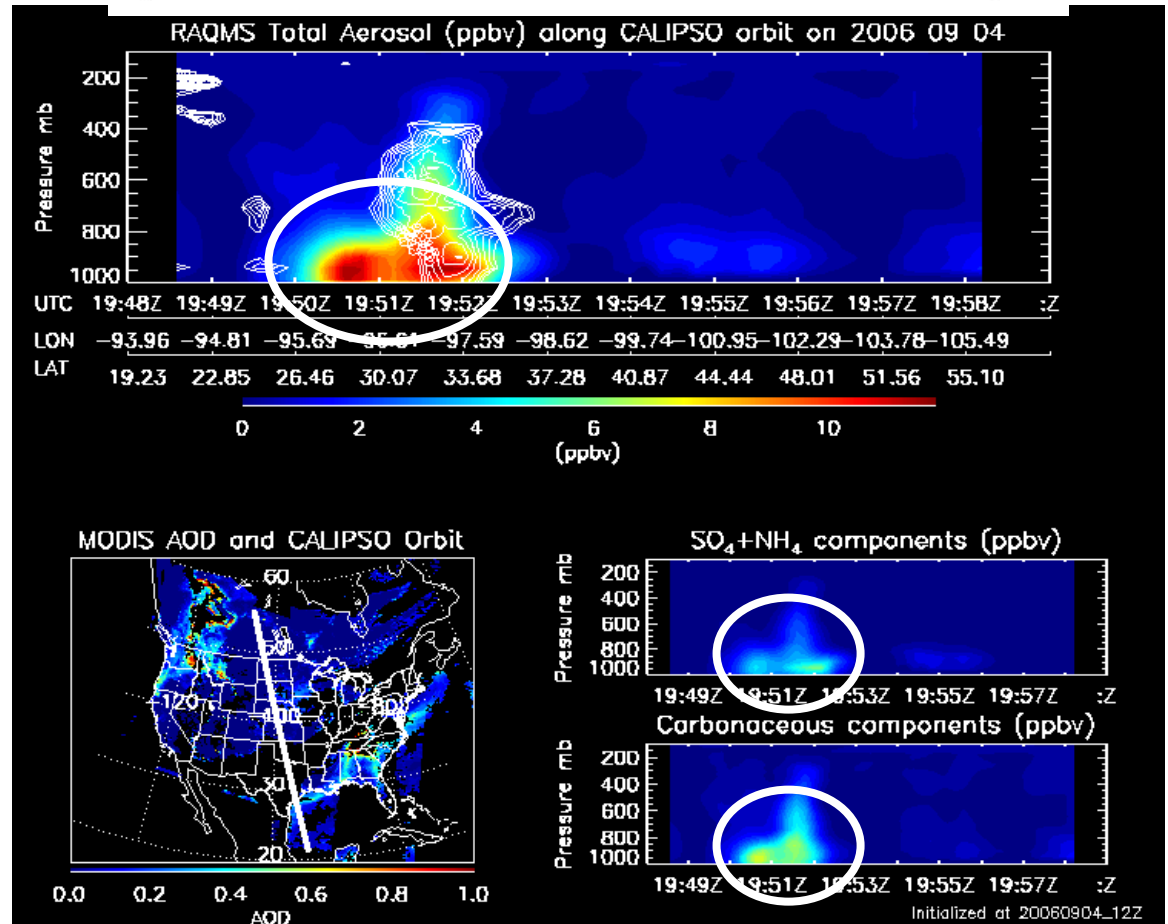 RAQMS Total Aerosol (ppbv) along CALIPSO orbit on 2006 09 04
Pressure mb
200
400
600
800
1000
UTC 19:48Z 19:49Z 19:50Z 19:51Z 19:52Z 19:53Z 19:54Z 19:55Z 19:56Z 19:57Z 19:58Z :Z
LON -93.96 -94.81 -95.69 -97.59 -98.62 -99.74 -100.95 -102.29 -103.78 -105.49
LAT 19.23 22.85 26.46 30.07 33.68 37.28 40.87 44.44 48.01 51.56 55.10
0 2 4 6 8 10
(ppbv)
MODIS AOD and CALIPSO Orbit
60
50
-120 -100 80
30
20
0.0 0.2 0.4 0.6 0.8 1.0
AOD
SO₄+NH₄ components (ppbv)
Pressure mb
200
400
600
800
1000
19:49Z 19:51Z 19:53Z 19:55Z 19:57Z :Z
Carbonaceous components (ppbv)
Pressure mb
200
400
600
800
1000
19:49Z 19:51Z 19:53Z 19:55Z 19:57Z :Z
Initialized at 20060904_12Z